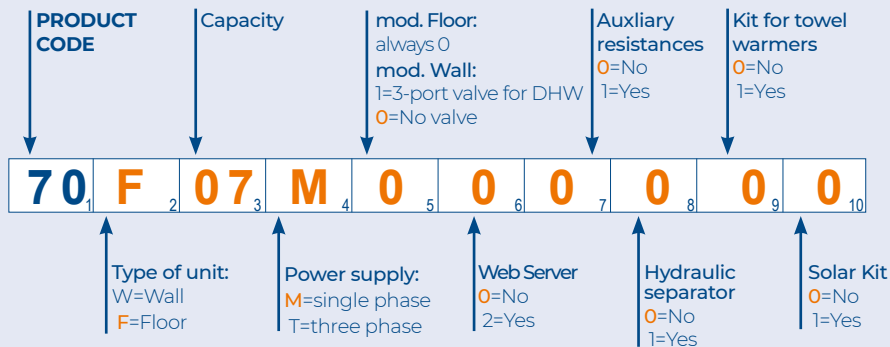 PRODUCT
CODE
Capacity
mod. Floor:
always 0
mod. Wall:
1=3-port valve for DHW
0=No valve
Auxliary
resistances
0=No
1=Yes
Kit for towel
warmers
0=No
1=Yes
70 1 F 2 07 3 M 4 0 5 0 6 0 7 0 8 0 9 0 10
Type of unit:
W=Wall
F=Floor
Power supply:
M=single phase
T=three phase
Web Server
0=No
2=Yes
Hydraulic
separator
0=No
1=Yes
Solar Kit
0=No
1=Yes